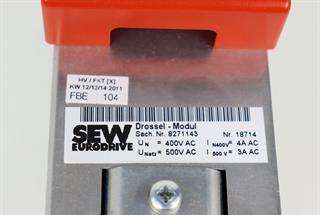 HV / FKT [X]
KW 12/13/14 2011
FBE 104
SEW
EURODRIVE
Drossel - Modul
Sach. Nr. 8271143 Nr. 18714
U N = 400V AC I N400V = 4A AC
U Netz = 500V AC I 500 V = 3A AC